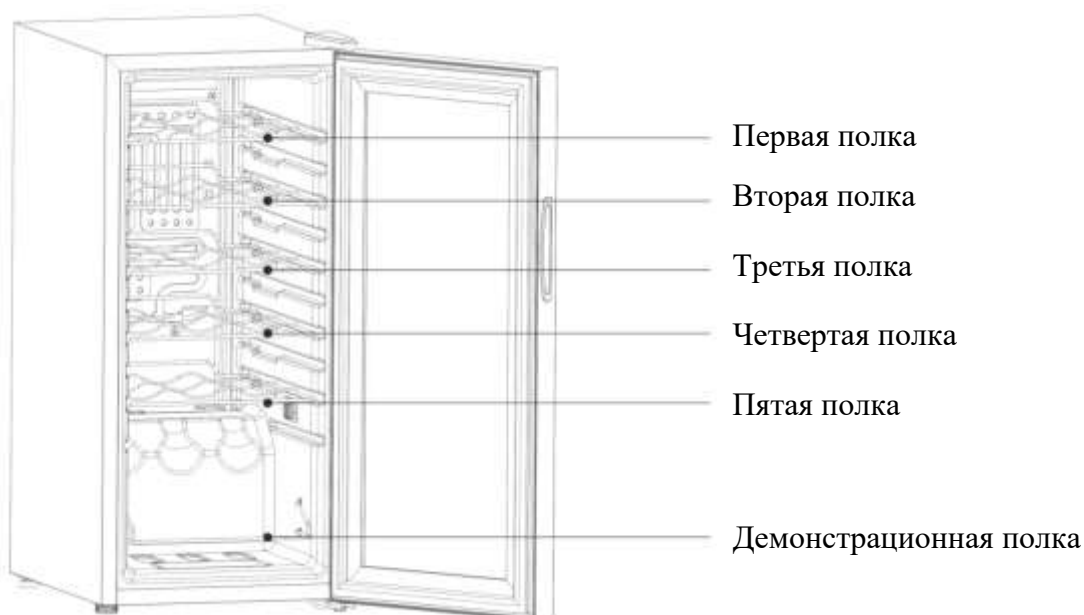 Первая полка
Вторая полка
Третья полка
Четвертая полка
Пятая полка
Демонстрационная полка